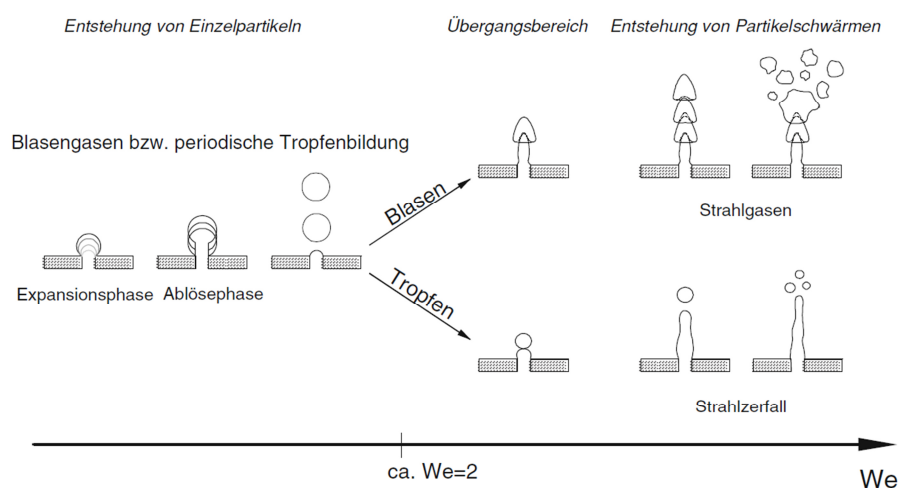 Entstehung von Einzelpartikeln
Übergangsbereich
Entstehung von Partikelschwärmen
Blasengasen bzw. periodische Tropfenbildung
Blasen
Strahlgasen
Expansionsphase
Ablösephase
Tropfen
Strahlzerfall
ca. We=2
We